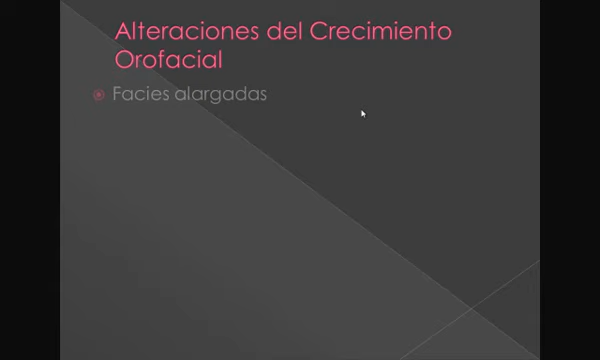 Alteraciones del Crecimiento
Orofacial
Facies alargadas